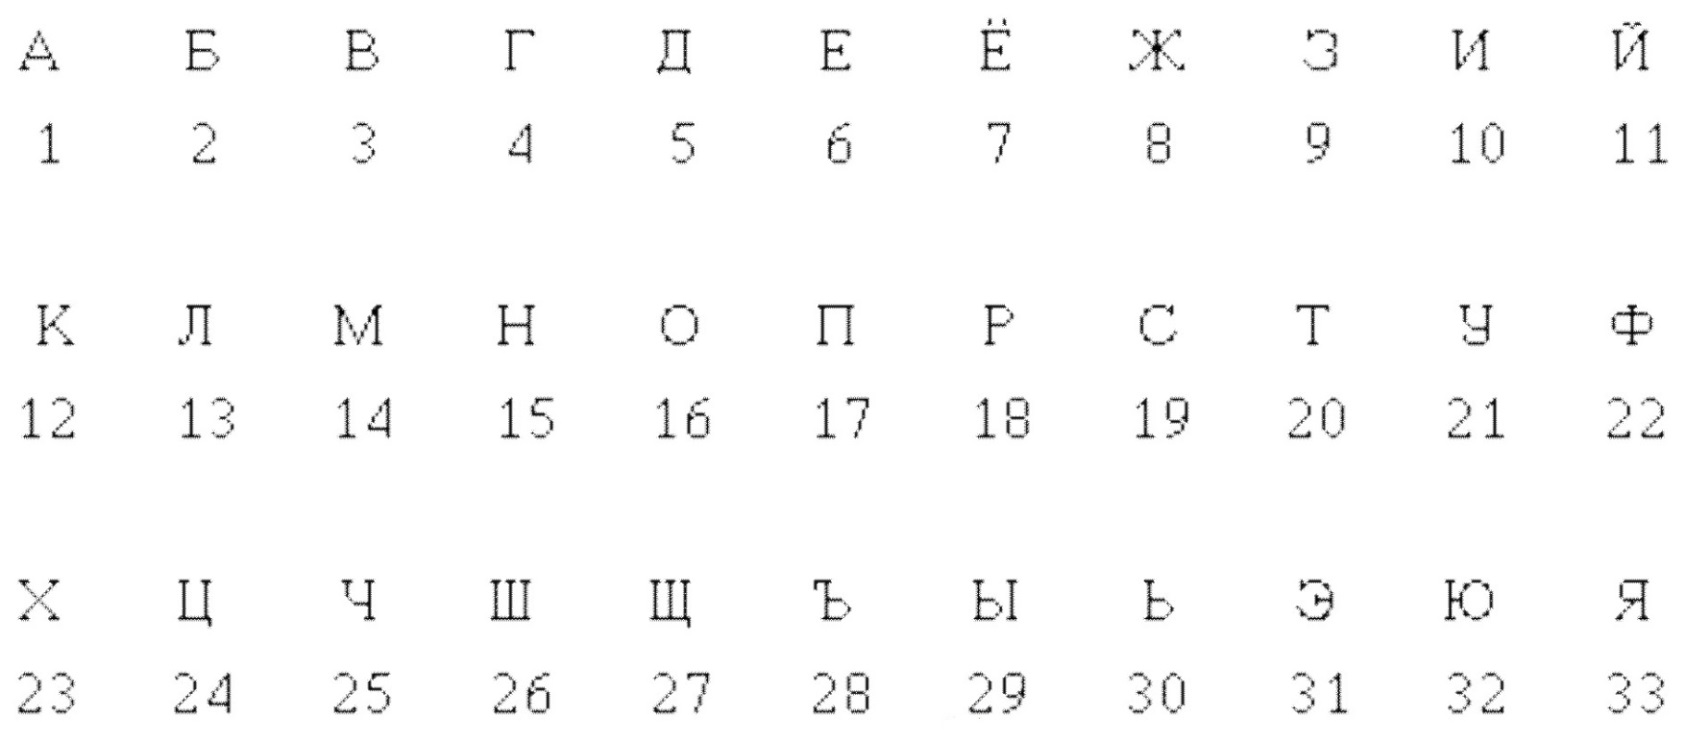 А Б В Г Д Е Ё Ж З И Й
1 2 3 4 5 6 7 8 9 10 11
К Л М Н О П Р С Т У Ф
12 13 14 15 16 17 18 19 20 21 22
Х Ц Ч Ш Щ Ъ Ы Ь Э Ю Я
23 24 25 26 27 28 29 30 31 32 33